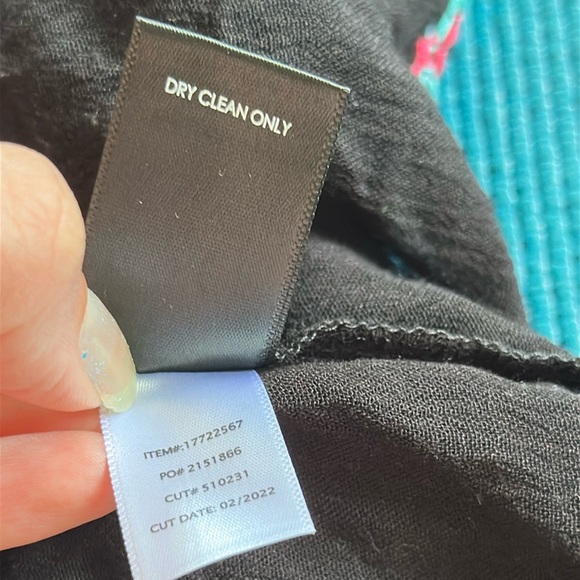 DRY CLEAN ONLY
ITEM#:17722567
PO# 2151866
CUT# 510231
CUT DATE: 02/2022